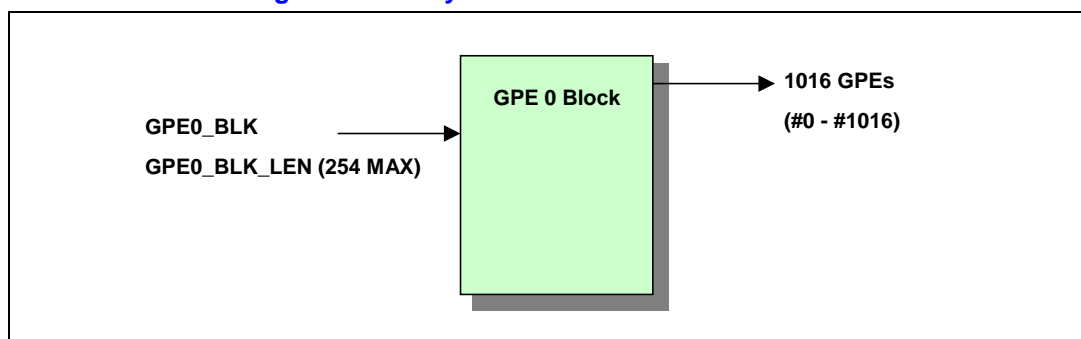 GPE 0 Block
1016 GPEs
(#0 - #1016)
GPE0_BLK
GPE0_BLK_LEN (254 MAX)